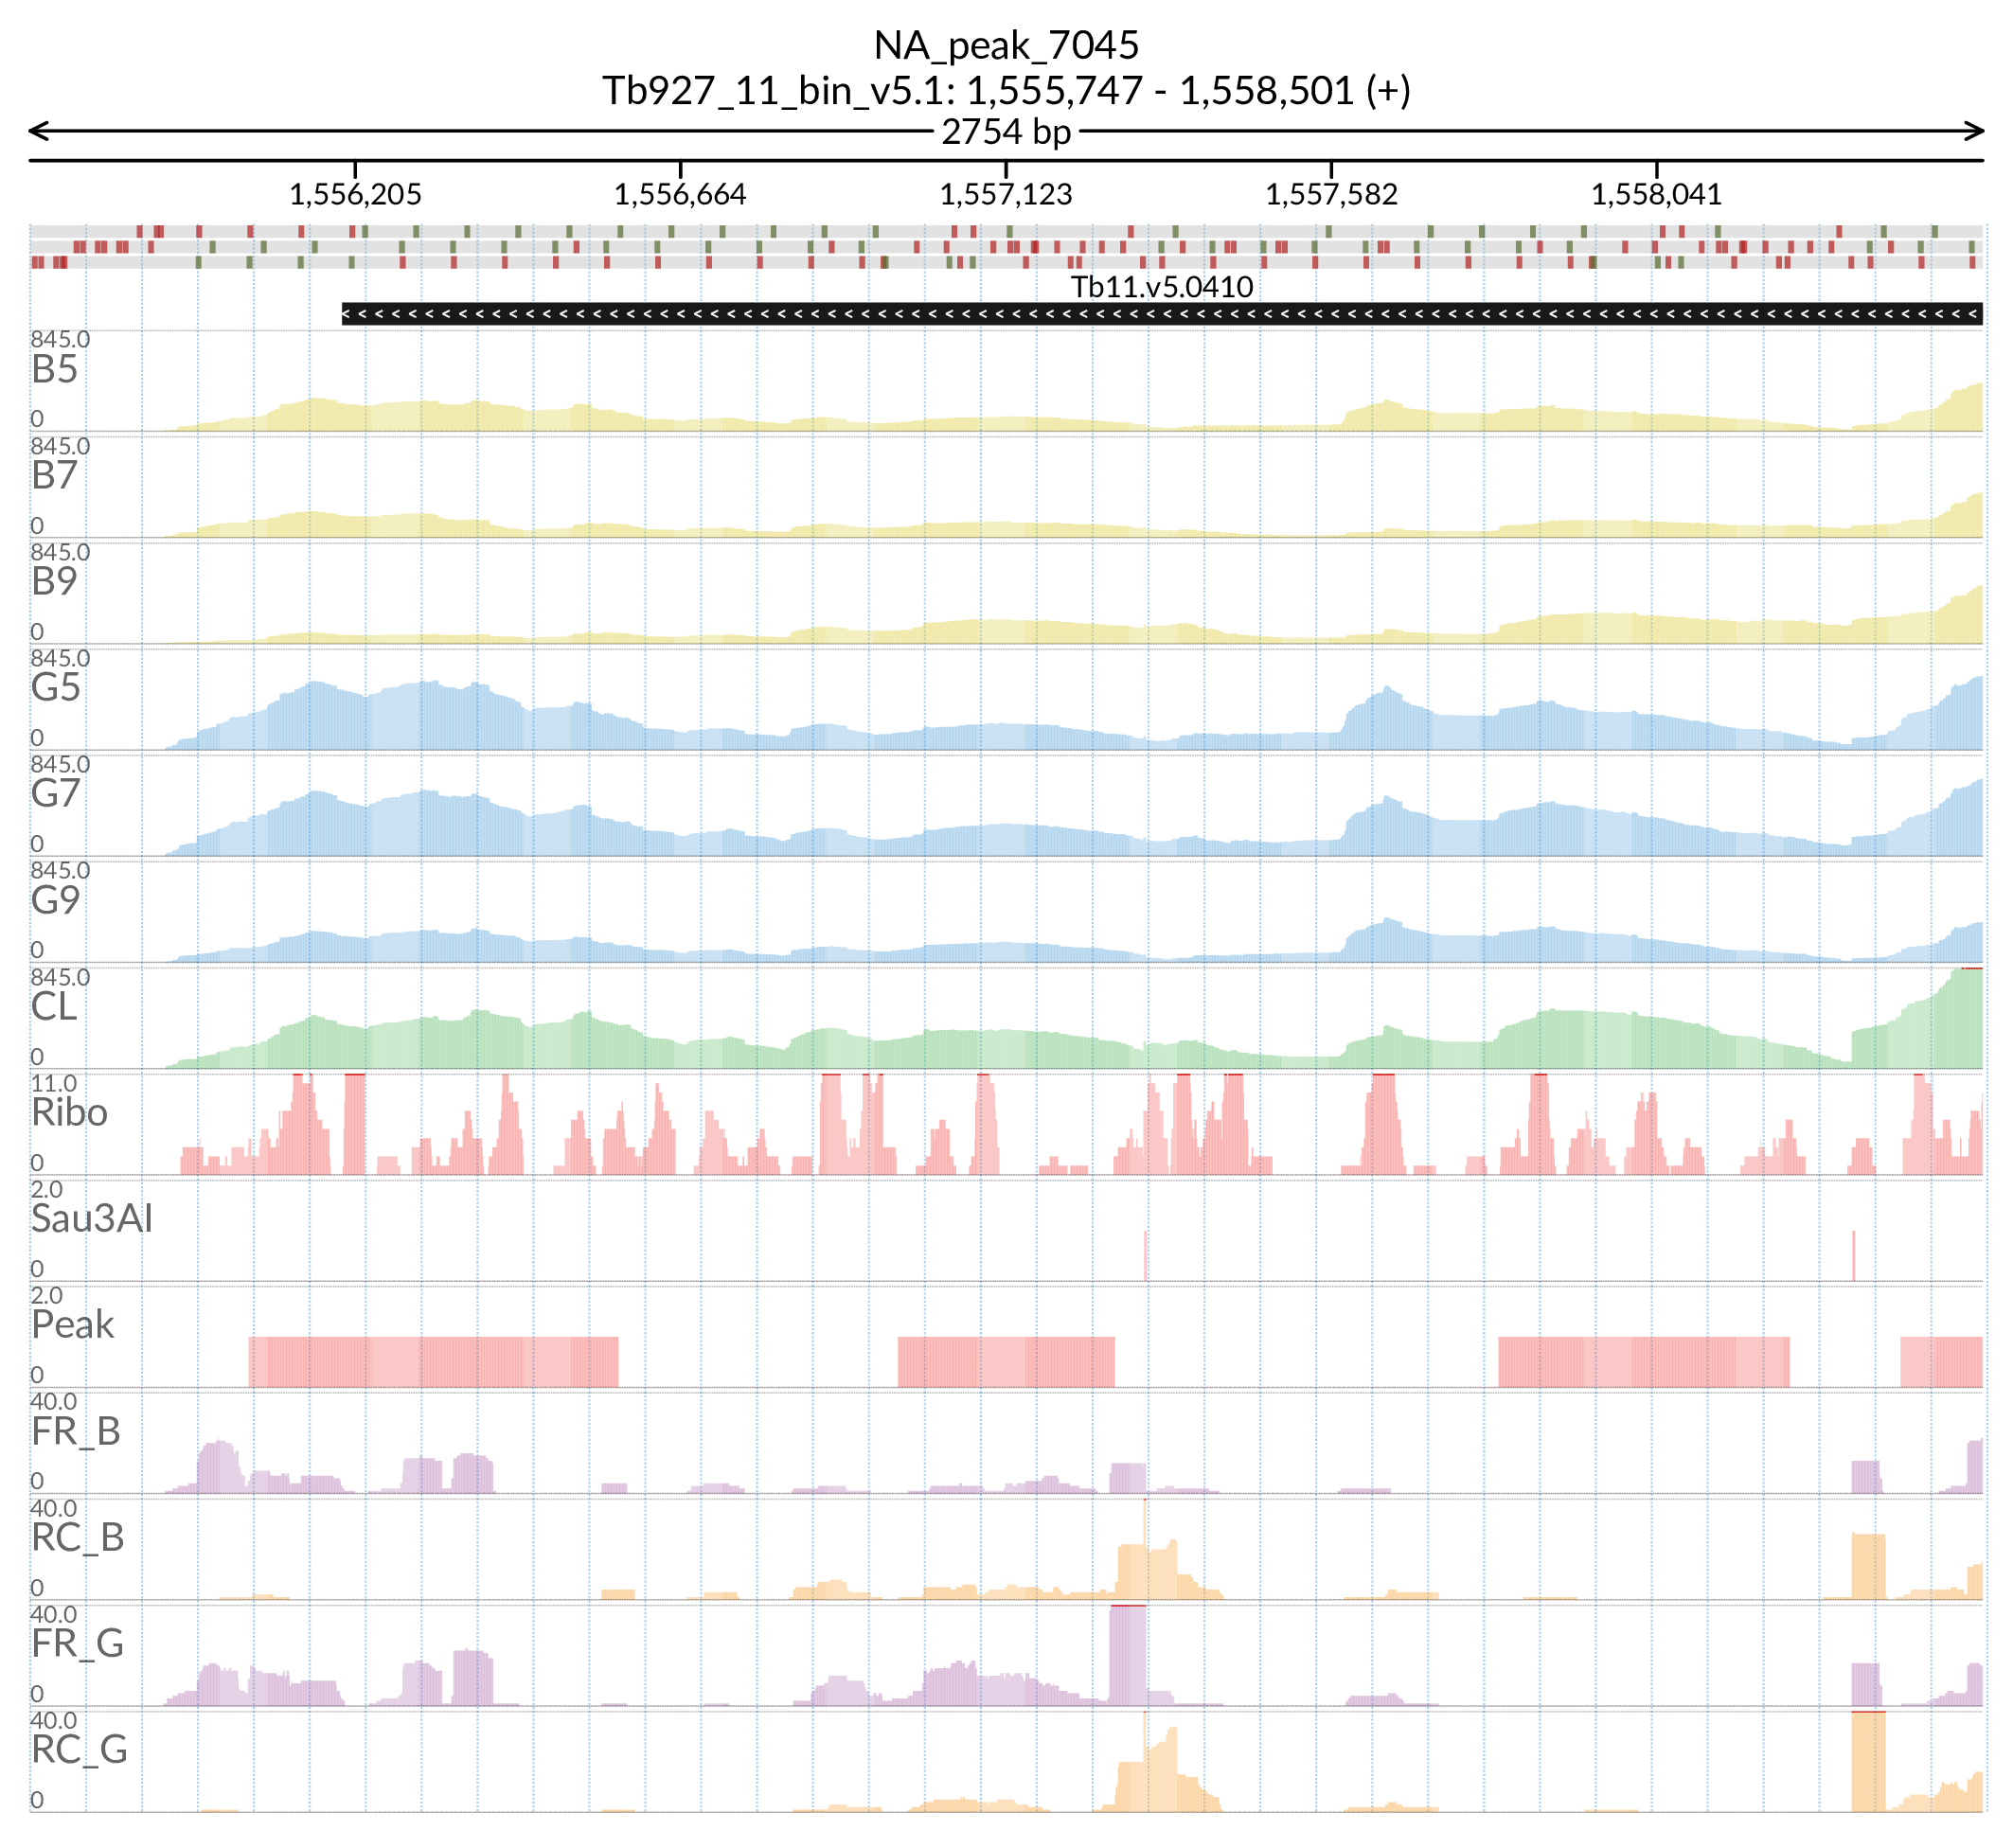 NA_peak_7045
Tb927_11_bin_v5.1: 1,555,747 - 1,558,501 (+)
2754 bp
1,556,205 1,556,664 1,557,123 1,557,582 1,558,041
Tb11.v5.0410
845.0
B5
0
845.0
B7
0
845.0
B9
0
845.0
G5
0
845.0
G7
0
845.0
G9
0
845.0
CL
0
11.0
Ribo
0
2.0
Sau3AI
0
2.0
Peak
0
40.0
FR_B
0
40.0
RC_B
0
40.0
FR_G
0
40.0
RC_G
0